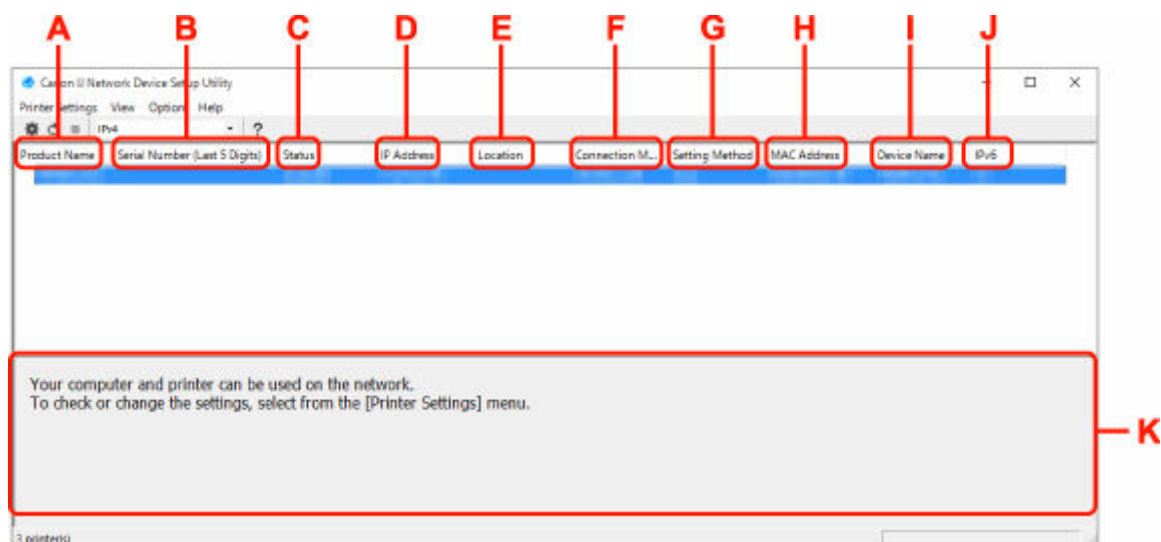 A B C D E F G H I J
Canon IJ Network Device Setup Utility
Printer Settings View Option Help
IPv4 ?
Product Name Serial Number (Last 5 Digits) Status IP Address Location Connection M... Setting Method MAC Address Device Name IPv6
Your computer and printer can be used on the network.
To check or change the settings, select from the [Printer Settings] menu.
K
3 printer(s)